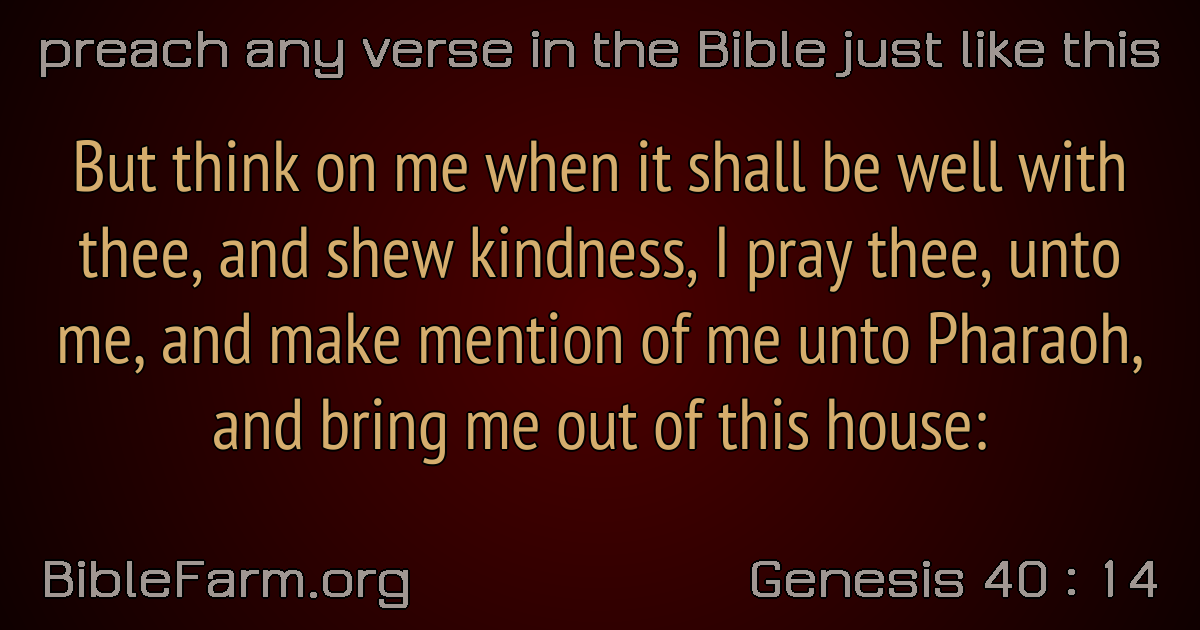 preach any verse in the Bible just like this
But think on me when it shall be well with
thee, and shew kindness, I pray thee, unto
me, and make mention of me unto Pharaoh,
and bring me out of this house:
BibleFarm.org
Genesis 40 : 14